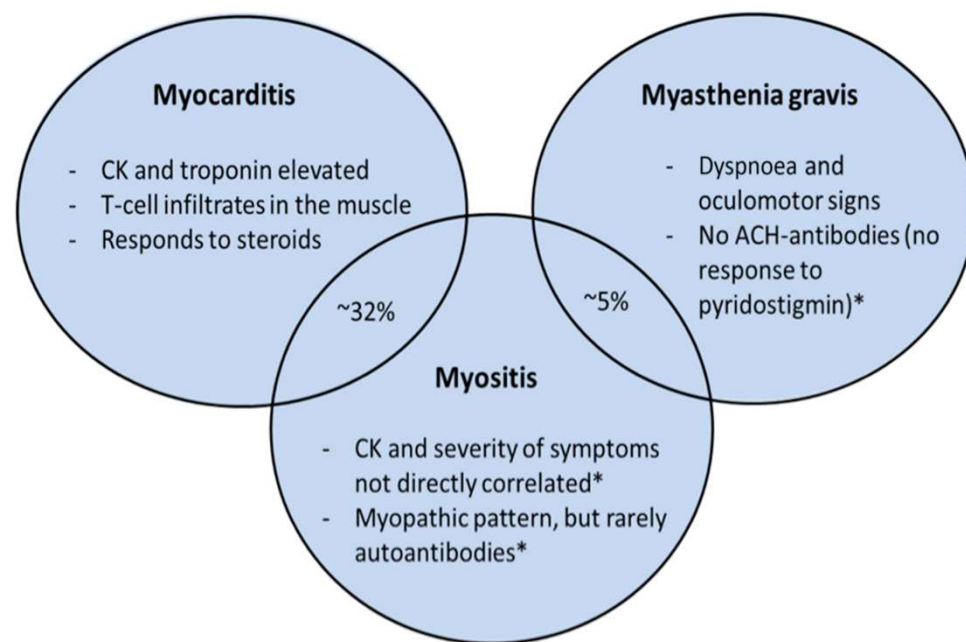 Myocarditis
- CK and troponin elevated
- T-cell infiltrates in the muscle
- Responds to steroids
Myasthenia gravis
- Dyspnoea and
oculomotor signs
- No ACH-antibodies (no
response to
pyridostigmin)*
~32%
~5%
Myositis
- CK and severity of symptoms
not directly correlated*
- Myopathic pattern, but rarely
autoantibodies*